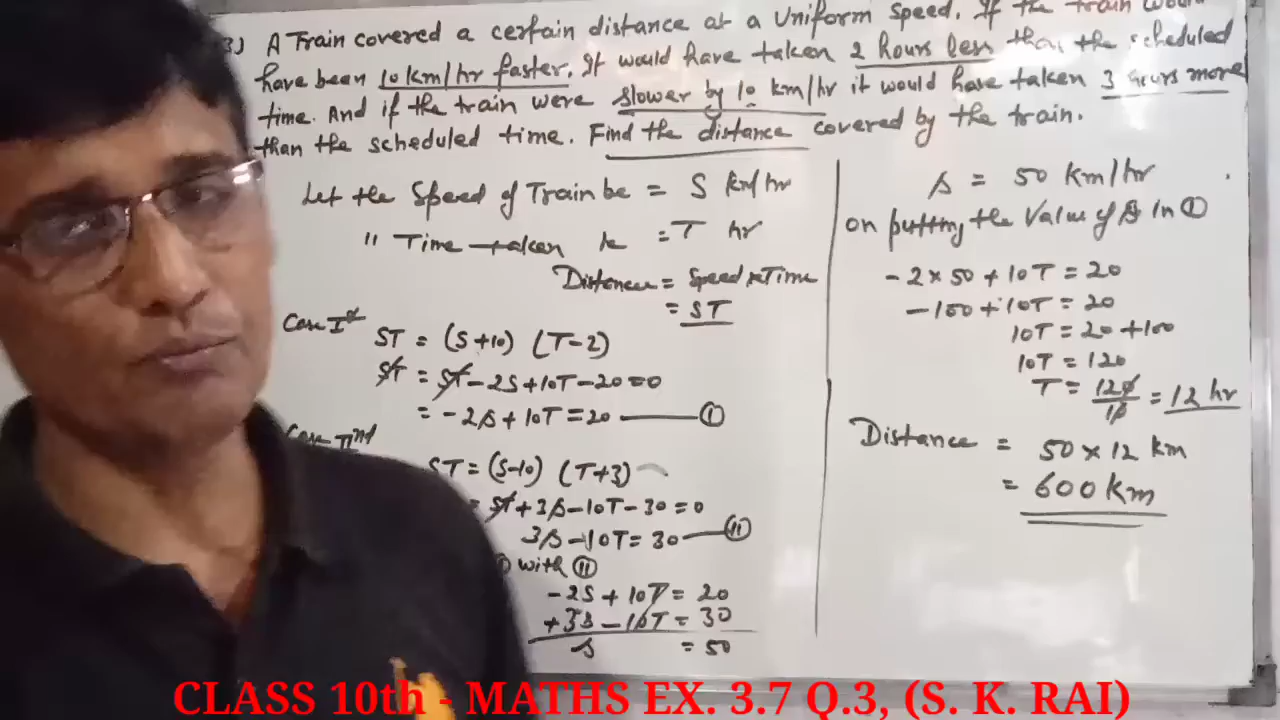 3) A Train covered a certain distance at a Uniform Speed. If the train would
have been 10 km/hr faster. It would have taken 2 hours less than the scheduled
time. And if the train were slower by 10 km/hr it would have taken 3 hours more
than the scheduled time. Find the distance covered by the train.
Let the Speed of Train be = S km/hr
" Time taken be = T hr
Distance = Speed × Time
= ST
Case Ist
ST = (S+10) (T-2)
ST = ST - 2S + 10T - 20 = 0
= -2s + 10T = 20 ——— (I)
Case IInd
ST = (S-10) (T+3)
= ST + 3s - 10T - 30 = 0
3s - 10T = 30 ——— (II)
with (II)
-2S + 10T = 20
+3s - 10T = 30
s = 50
s = 50 km/hr
on putting the Value of s in (I)
-2 × 50 + 10T = 20
-100 + 10T = 20
10T = 20 + 100
10T = 120
T = 120/10 = 12 hr
Distance = 50 × 12 km
= 600 km
CLASS 10th - MATHS EX. 3.7 Q.3, (S. K. RAI)